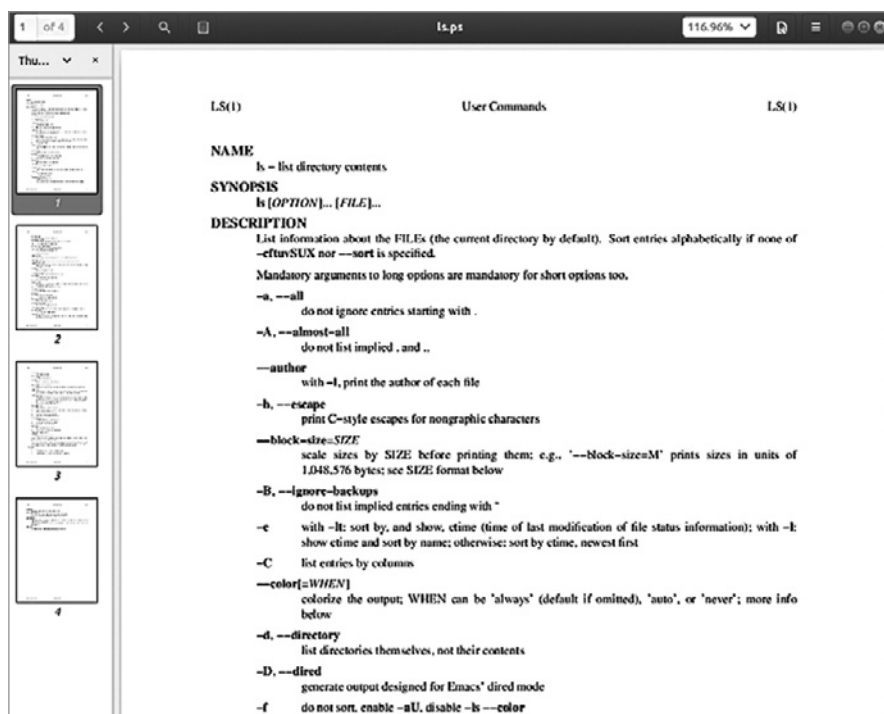 1 of 4 ls.ps 116.96%
Thu...
1
2
3
4
LS(1) User Commands LS(1)
NAME
ls – list directory contents
SYNOPSIS
ls [OPTION]... [FILE]...
DESCRIPTION
List information about the FILEs (the current directory by default). Sort entries alphabetically if none of
–cftuvSUX nor ––sort is specified.
Mandatory arguments to long options are mandatory for short options too.
–a, ––all
do not ignore entries starting with .
–A, ––almost–all
do not list implied . and ..
––author
with –l, print the author of each file
–b, ––escape
print C–style escapes for nongraphic characters
––block–size=SIZE
scale sizes by SIZE before printing them; e.g., '––block–size=M' prints sizes in units of
1,048,576 bytes; see SIZE format below
–B, ––ignore–backups
do not list implied entries ending with ~
–c with –lt: sort by, and show, ctime (time of last modification of file status information); with –l:
show ctime and sort by name; otherwise: sort by ctime, newest first
–C list entries by columns
––color[=WHEN]
colorize the output; WHEN can be 'always' (default if omitted), 'auto', or 'never'; more info
below
–d, ––directory
list directories themselves, not their contents
–D, ––dired
generate output designed for Emacs' dired mode
–f do not sort, enable –aU, disable –ls ––color